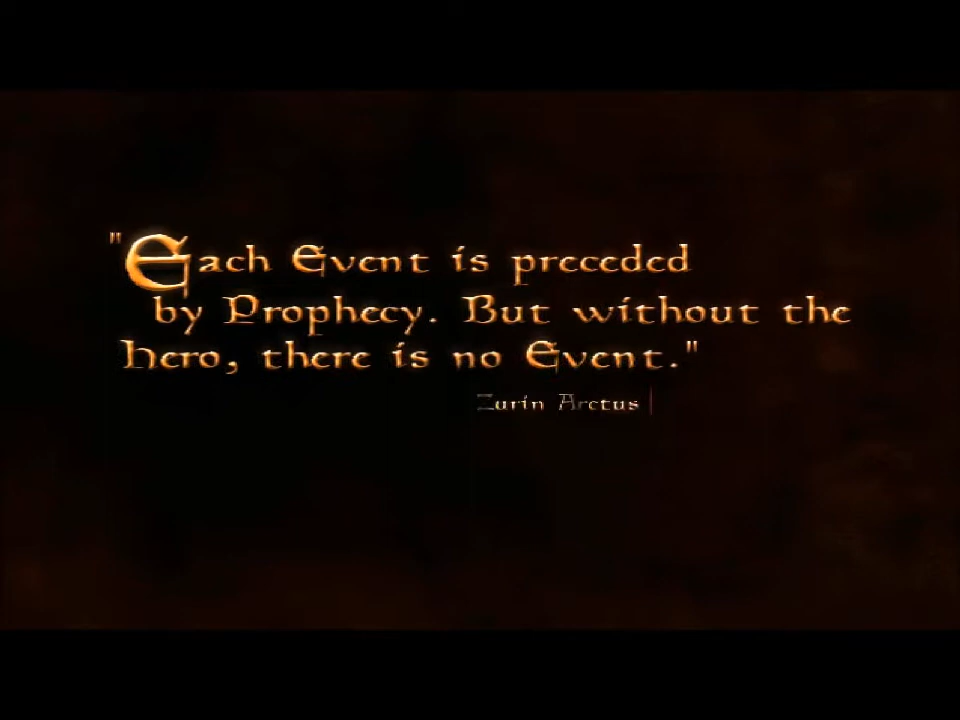 "Each Event is preceded
by Prophecy. But without the
Hero, there is no Event."
Zurin Arctus